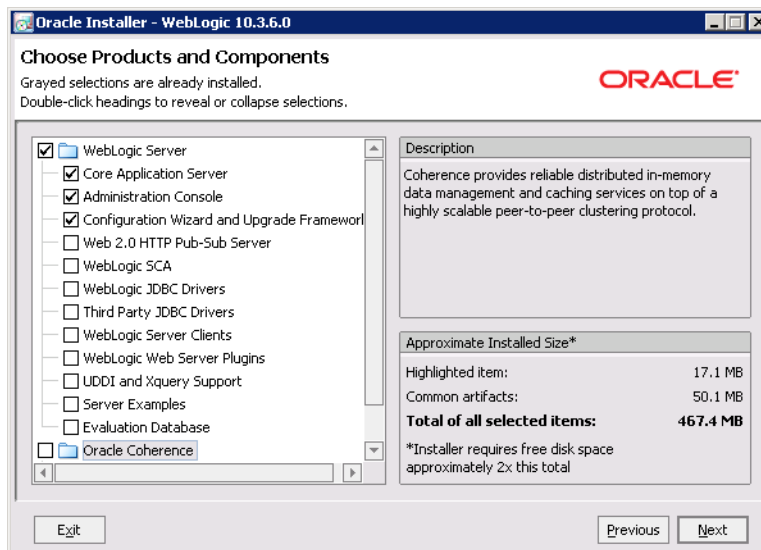 Oracle Installer - WebLogic 10.3.6.0
Choose Products and Components
Grayed selections are already installed.
Double-click headings to reveal or collapse selections.
ORACLE
WebLogic Server
Core Application Server
Administration Console
Configuration Wizard and Upgrade Framework
Web 2.0 HTTP Pub-Sub Server
WebLogic SCA
WebLogic JDBC Drivers
Third Party JDBC Drivers
WebLogic Server Clients
WebLogic Web Server Plugins
UDDI and Xquery Support
Server Examples
Evaluation Database
Oracle Coherence
Description
Coherence provides reliable distributed in-memory
data management and caching services on top of a
highly scalable peer-to-peer clustering protocol.
Approximate Installed Size*
Highlighted item: 17.1 MB
Common artifacts: 50.1 MB
Total of all selected items: 467.4 MB
*Installer requires free disk space
approximately 2x this total
Exit
Previous
Next